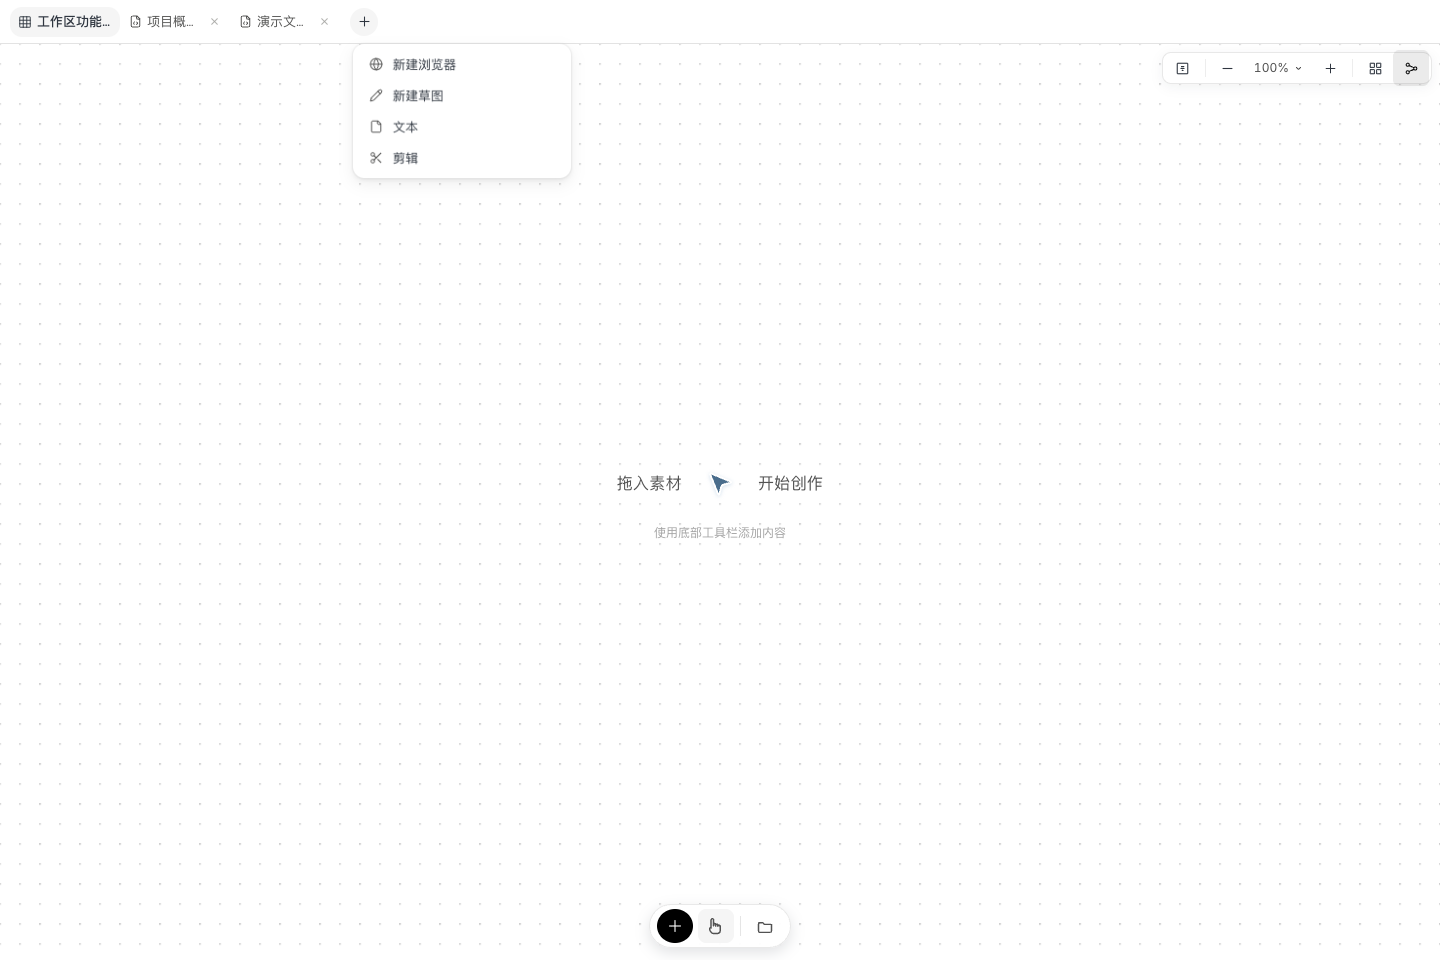 工作区功能...
项目概...
演示文...
新建浏览器
新建草图
文本
剪辑
100%
拖入素材 开始创作
使用底部工具栏添加内容